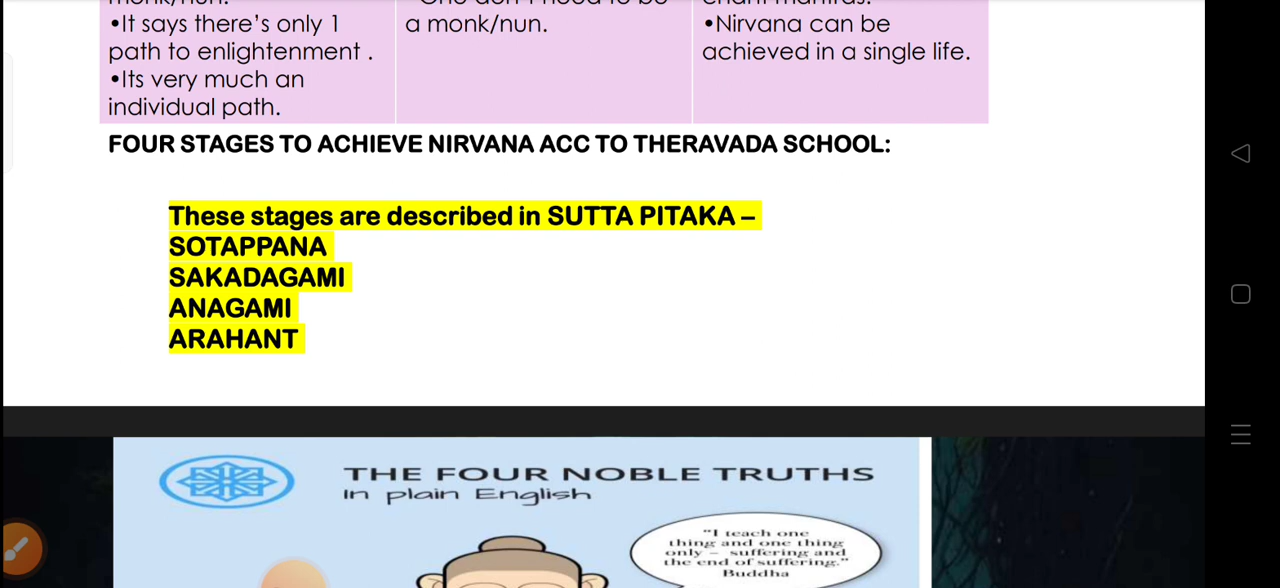 •It says there's only 1
path to enlightenment .
•Its very much an
individual path.
a monk/nun.
•Nirvana can be
achieved in a single life.
FOUR STAGES TO ACHIEVE NIRVANA ACC TO THERAVADA SCHOOL:
These stages are described in SUTTA PITAKA –
SOTAPPANA
SAKADAGAMI
ANAGAMI
ARAHANT
THE FOUR NOBLE TRUTHS
In plain English
"I teach one
thing and one thing
only – suffering and
the end of suffering."
Buddha